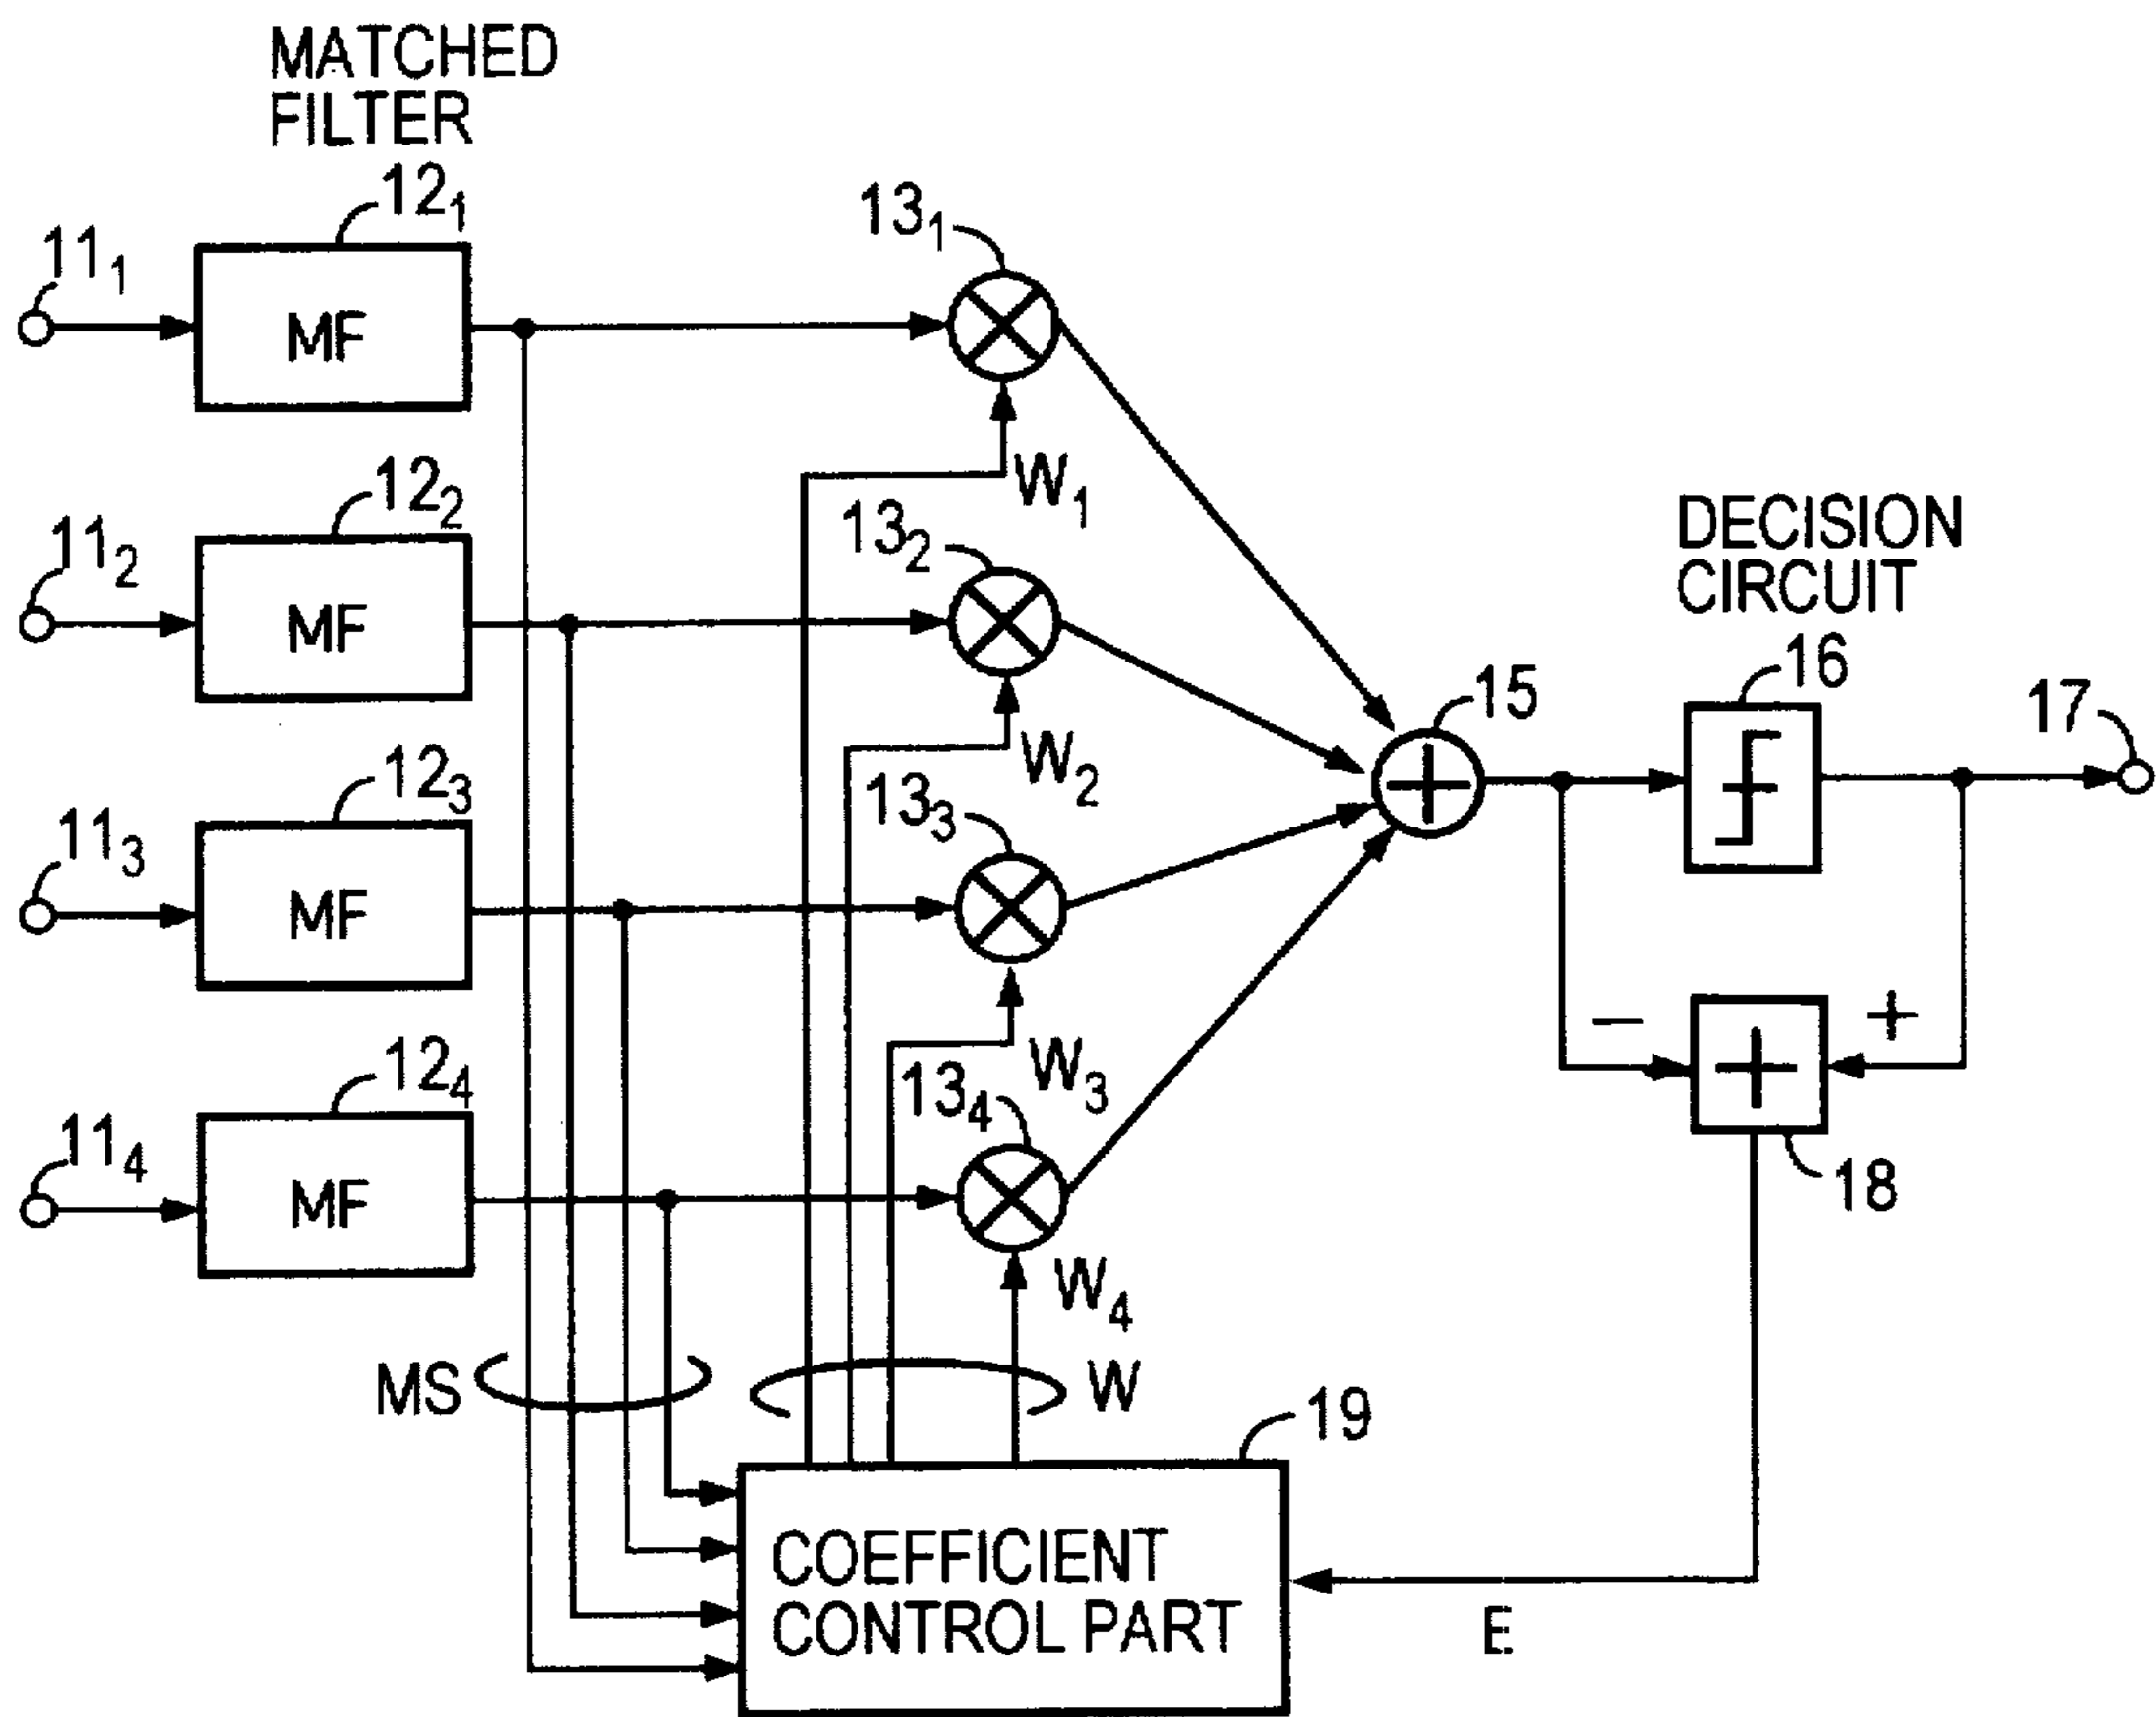 MATCHED
FILTER
12₁
11₁
MF
13₁
W₁
12₂
11₂
MF
13₂
W₂
DECISION
CIRCUIT
16
15
17
12₃
11₃
MF
13₃
W₃
− +
18
12₄
11₄
MF
13₄
W₄
MS
W
19
COEFFICIENT
CONTROL PART
E